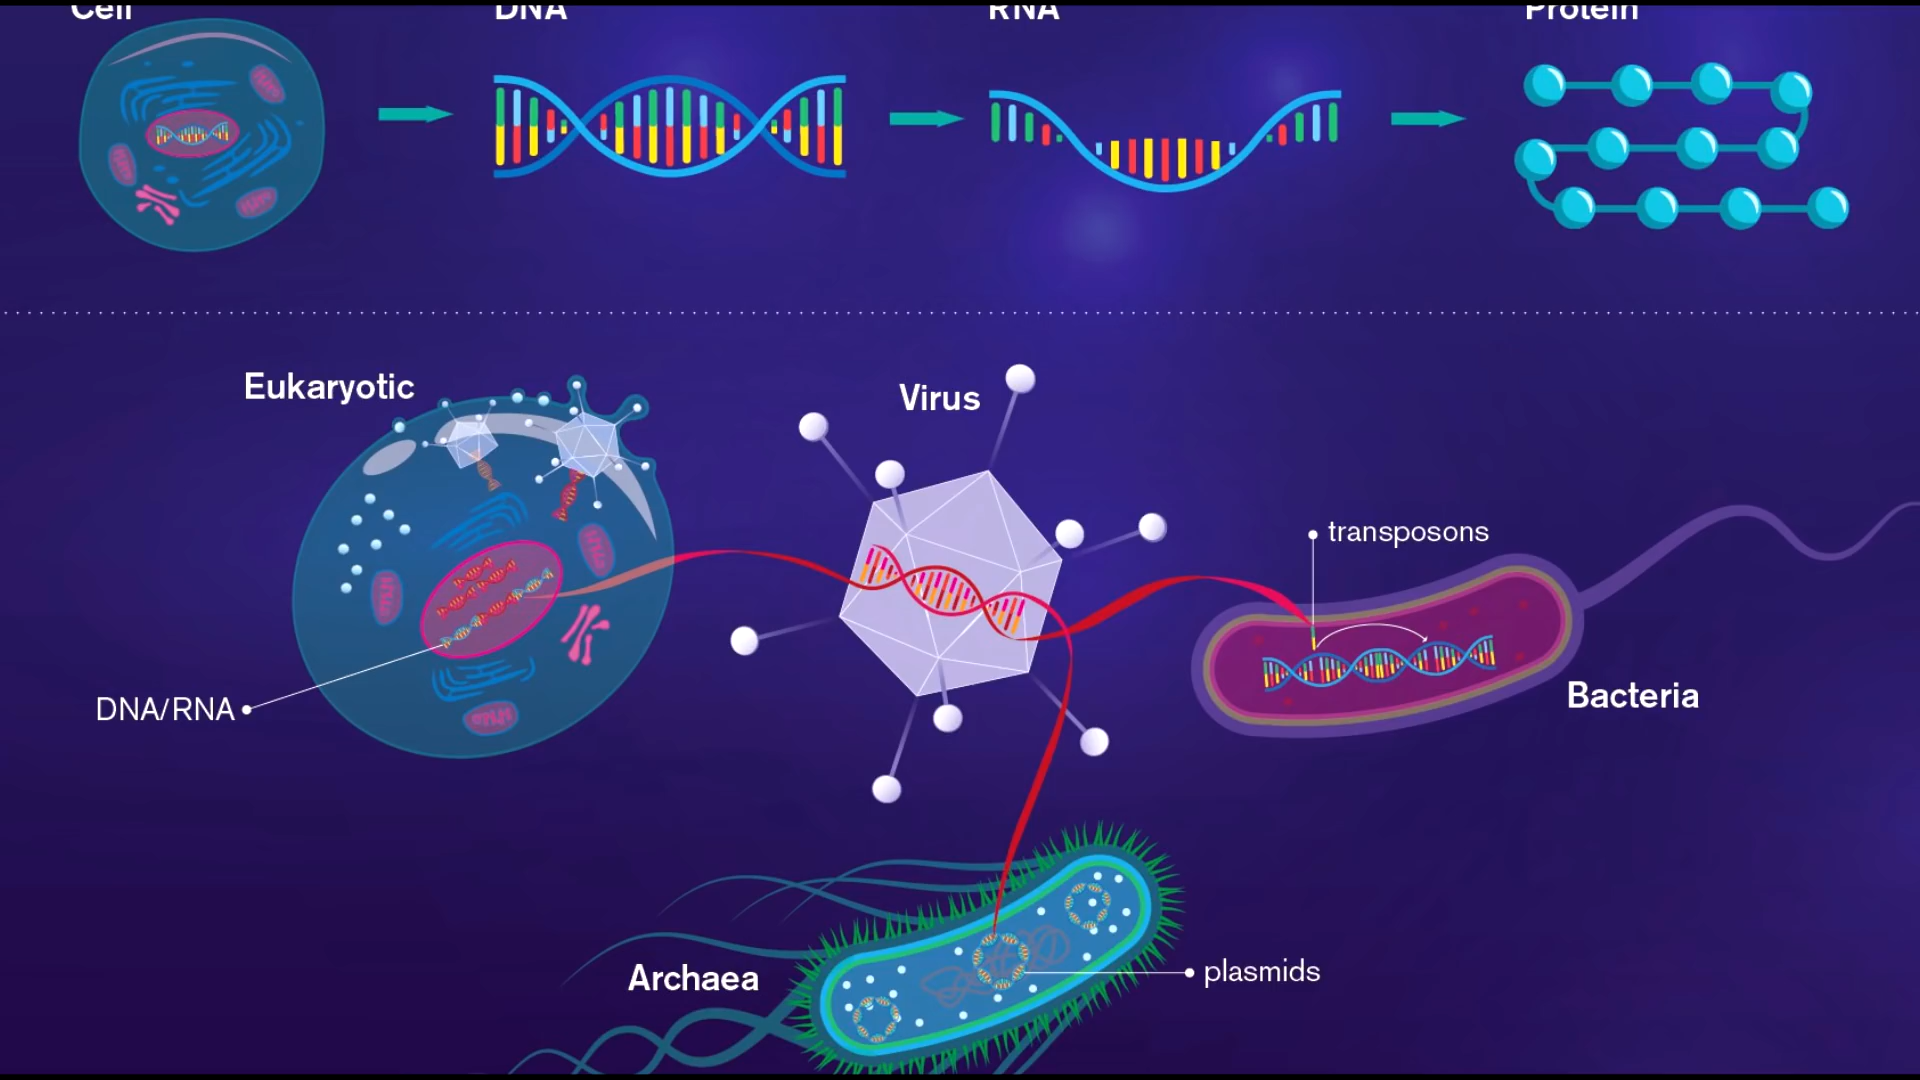 Cell
DNA
RNA
Protein
Eukaryotic
Virus
transposons
DNA/RNA
Bacteria
Archaea
plasmids